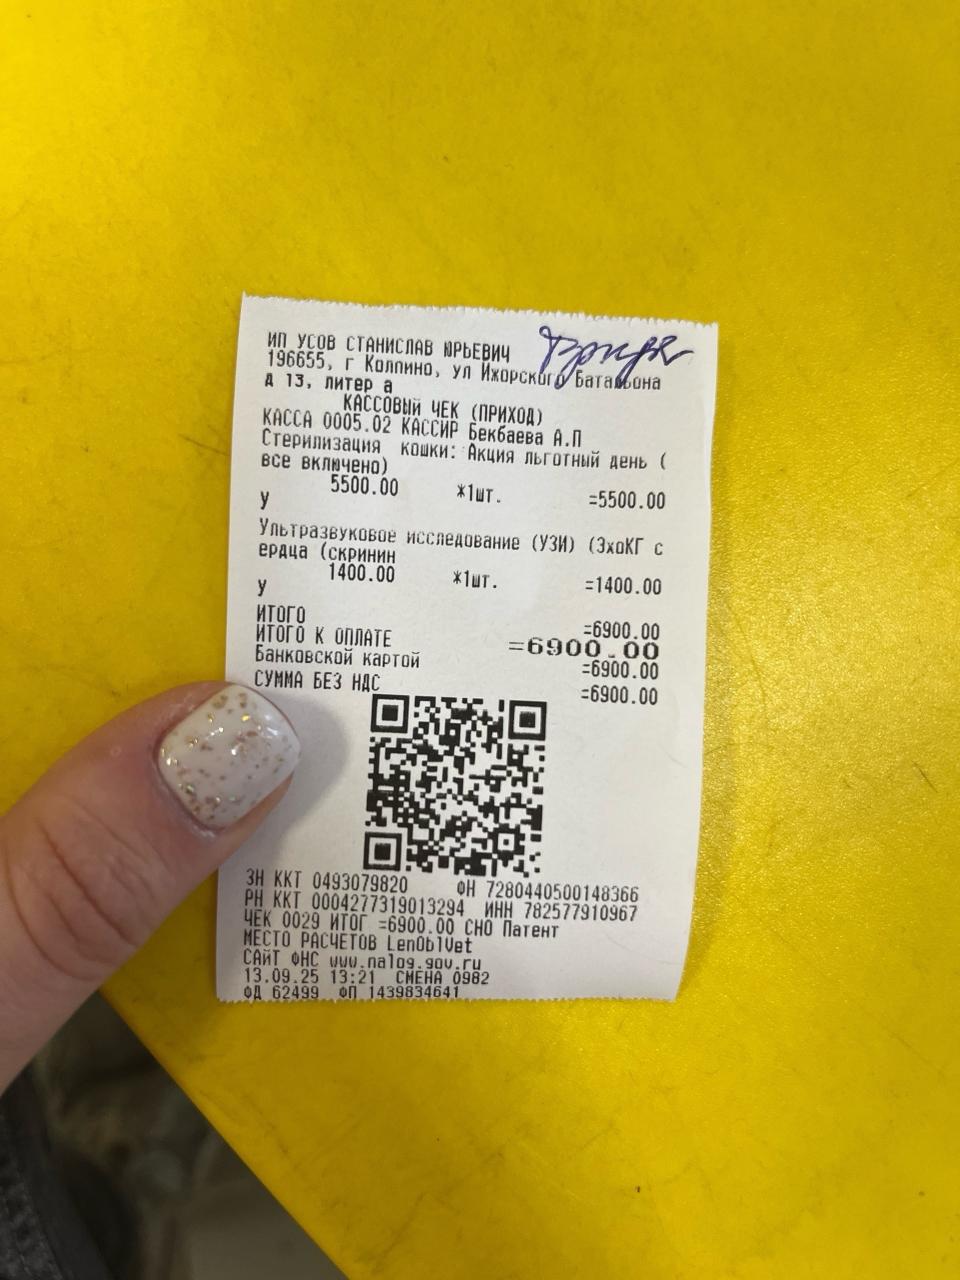 ИП УСОВ СТАНИСЛАВ ЮРЬЕВИЧ
196655, г Колпино, ул Ижорского Батальона
д 13, литер а
КАССОВЫЙ ЧЕК (ПРИХОД)
КАССА 0005.02 КАССИР Бекбаева А.П
Стерилизация кошки: Акция льготный день (
все включено)
5500.00 *1шт. =5500.00
У
Ультразвуковое исследование (УЗИ) (ЭхоКГ с
ердца (скринин
1400.00 *1шт. =1400.00
У
ИТОГО =6900.00
ИТОГО К ОПЛАТЕ =6900.00
Банковской картой =6900.00
СУММА БЕЗ НДС =6900.00
ЗН ККТ 0493079820 ФН 7280440500148366
РН ККТ 0004277319013294 ИНН 782577910967
ЧЕК 0029 ИТОГ =6900.00 СНО Патент
МЕСТО РАСЧЕТОВ LenOblVet
САЙТ ФНС www.nalog.gov.ru
13.09.25 13:21 СМЕНА 0982
ФД 62499 ФП 1439834641